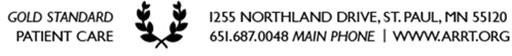 GOLD STANDARD
PATIENT CARE
1255 NORTHLAND DRIVE, ST. PAUL, MN 55120
651.687.0048 MAIN PHONE | WWW.ARRT.ORG